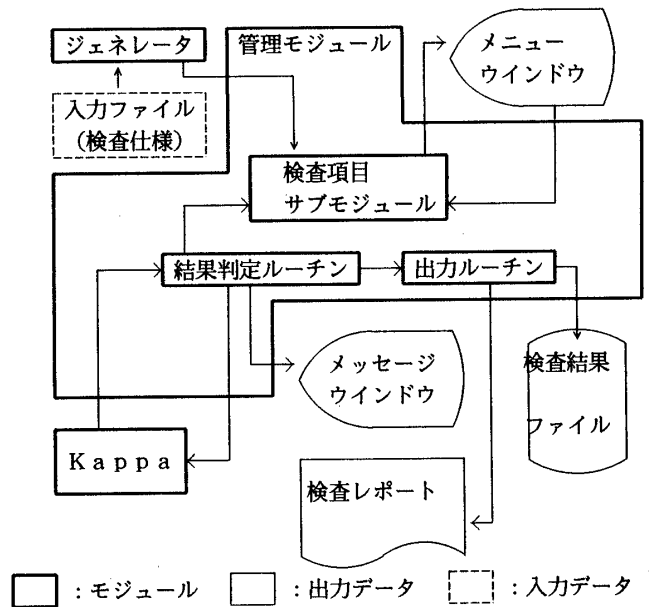 ジェネレータ
管理モジュール
メニュー
ウインドウ
入力ファイル
(検査仕様)
検査項目
サブモジュール
結果判定ルーチン
出力ルーチン
メッセージ
ウインドウ
検査結果
ファイル
Ｋａｐｐａ
検査レポート
：モジュール
：出力データ
：入力データ